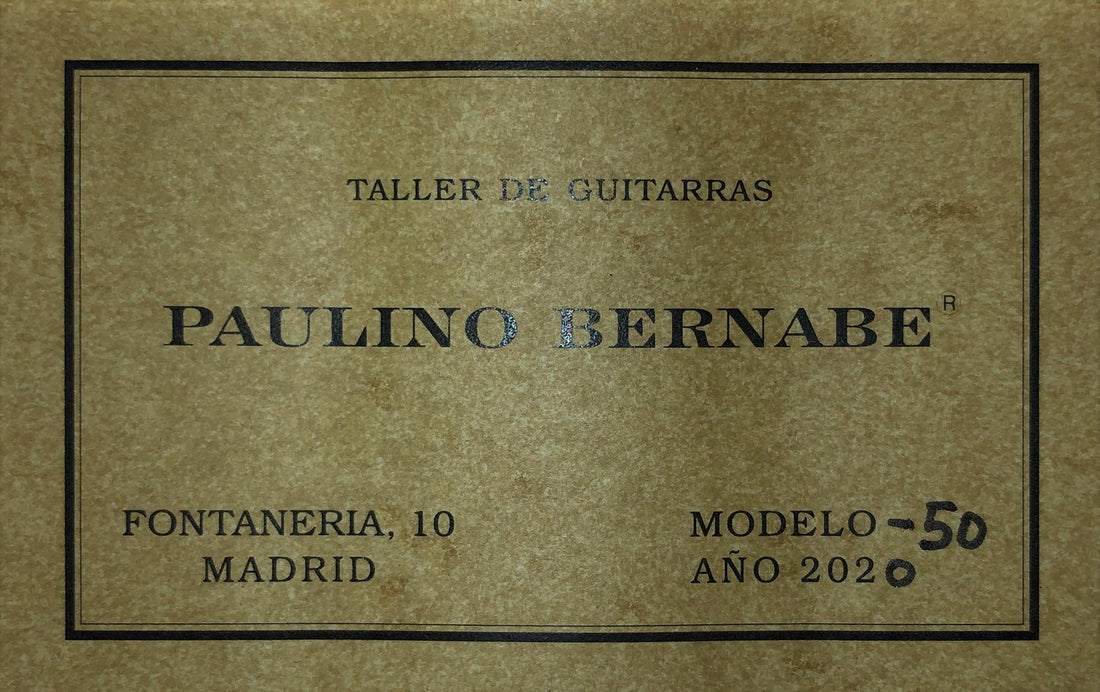 TALLER DE GUITARRAS
PAULINO BERNABE R
FONTANERIA, 10
MADRID
MODELO -50
AÑO 2020